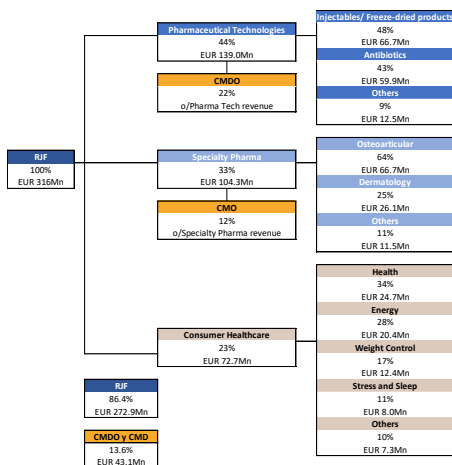 RJF
100%
EUR 316Mn
Pharmaceutical Technologies
44%
EUR 139.0Mn
CMDO
22%
o/Pharma Tech revenue
Injectables/ Freeze-dried products
48%
EUR 66.7Mn
Antibiotics
43%
EUR 59.9Mn
Others
9%
EUR 12.5Mn
Specialty Pharma
33%
EUR 104.3Mn
CMO
12%
o/Specialty Pharma revenue
Osteoarticular
64%
EUR 66.7Mn
Dermatology
25%
EUR 26.1Mn
Others
11%
EUR 11.5Mn
Consumer Healthcare
23%
EUR 72.7Mn
Health
34%
EUR 24.7Mn
Energy
28%
EUR 20.4Mn
Weight Control
17%
EUR 12.4Mn
Stress and Sleep
11%
EUR 8.0Mn
Others
10%
EUR 7.3Mn
RJF
86.4%
EUR 272.9Mn
CMDO y CMD
13.6%
EUR 43.1Mn